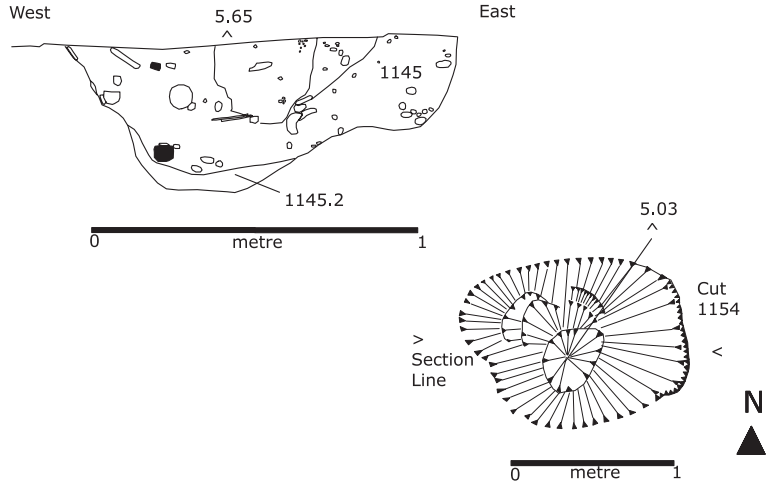 West
5.65
^
East
1145
1145.2
0 metre 1
5.03
^
Cut
1154
>
Section
Line
<
N
0 metre 1